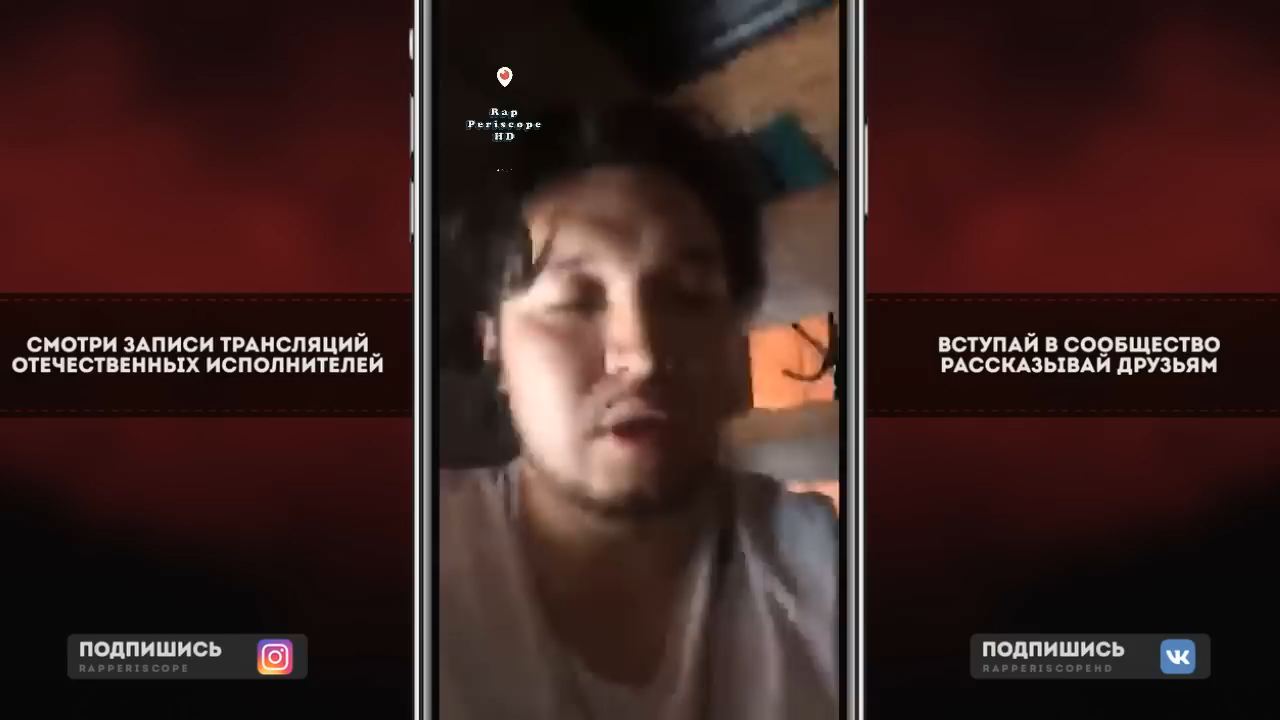 Rap
Periscope
HD
СМОТРИ ЗАПИСИ ТРАНСЛЯЦИЙ
ОТЕЧЕСТВЕННЫХ ИСПОЛНИТЕЛЕЙ
ВСТУПАЙ В СООБЩЕСТВО
РАССКАЗЫВАЙ ДРУЗЬЯМ
ПОДПИШИСЬ
RAPPERISCOPE
ПОДПИШИСЬ
RAPPERISCOPEHD